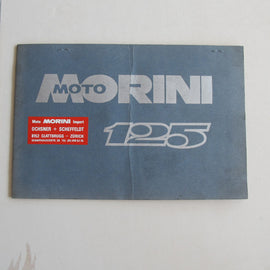 MOTO
MORINI
125
Moto MORINI Import
OCHSNER + SCHEFFELDT
8152 GLATTBRUGG - ZÜRICH